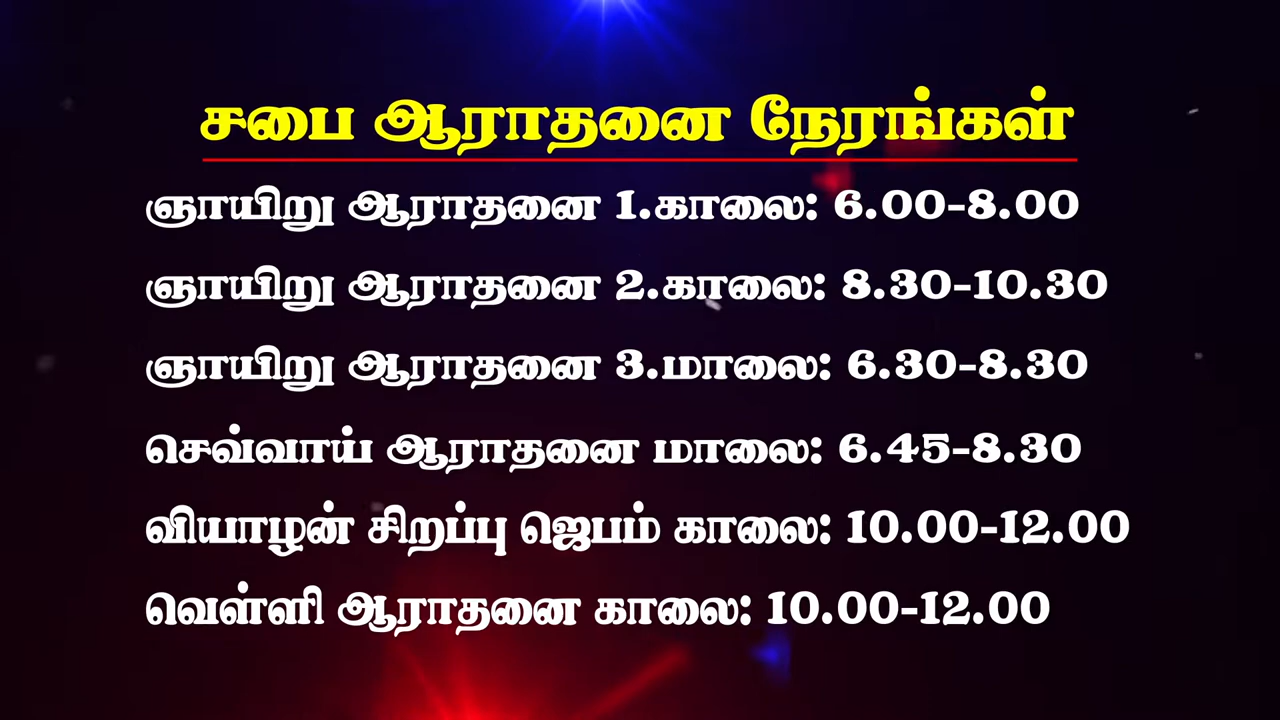 சபை ஆராதனை நேரங்கள்
ஞாயிறு ஆராதனை 1.காலை: 6.00-8.00
ஞாயிறு ஆராதனை 2.காலை: 8.30-10.30
ஞாயிறு ஆராதனை 3.மாலை: 6.30-8.30
செவ்வாய் ஆராதனை மாலை: 6.45-8.30
வியாழன் சிறப்பு ஜெபம் காலை: 10.00-12.00
வெள்ளி ஆராதனை காலை: 10.00-12.00